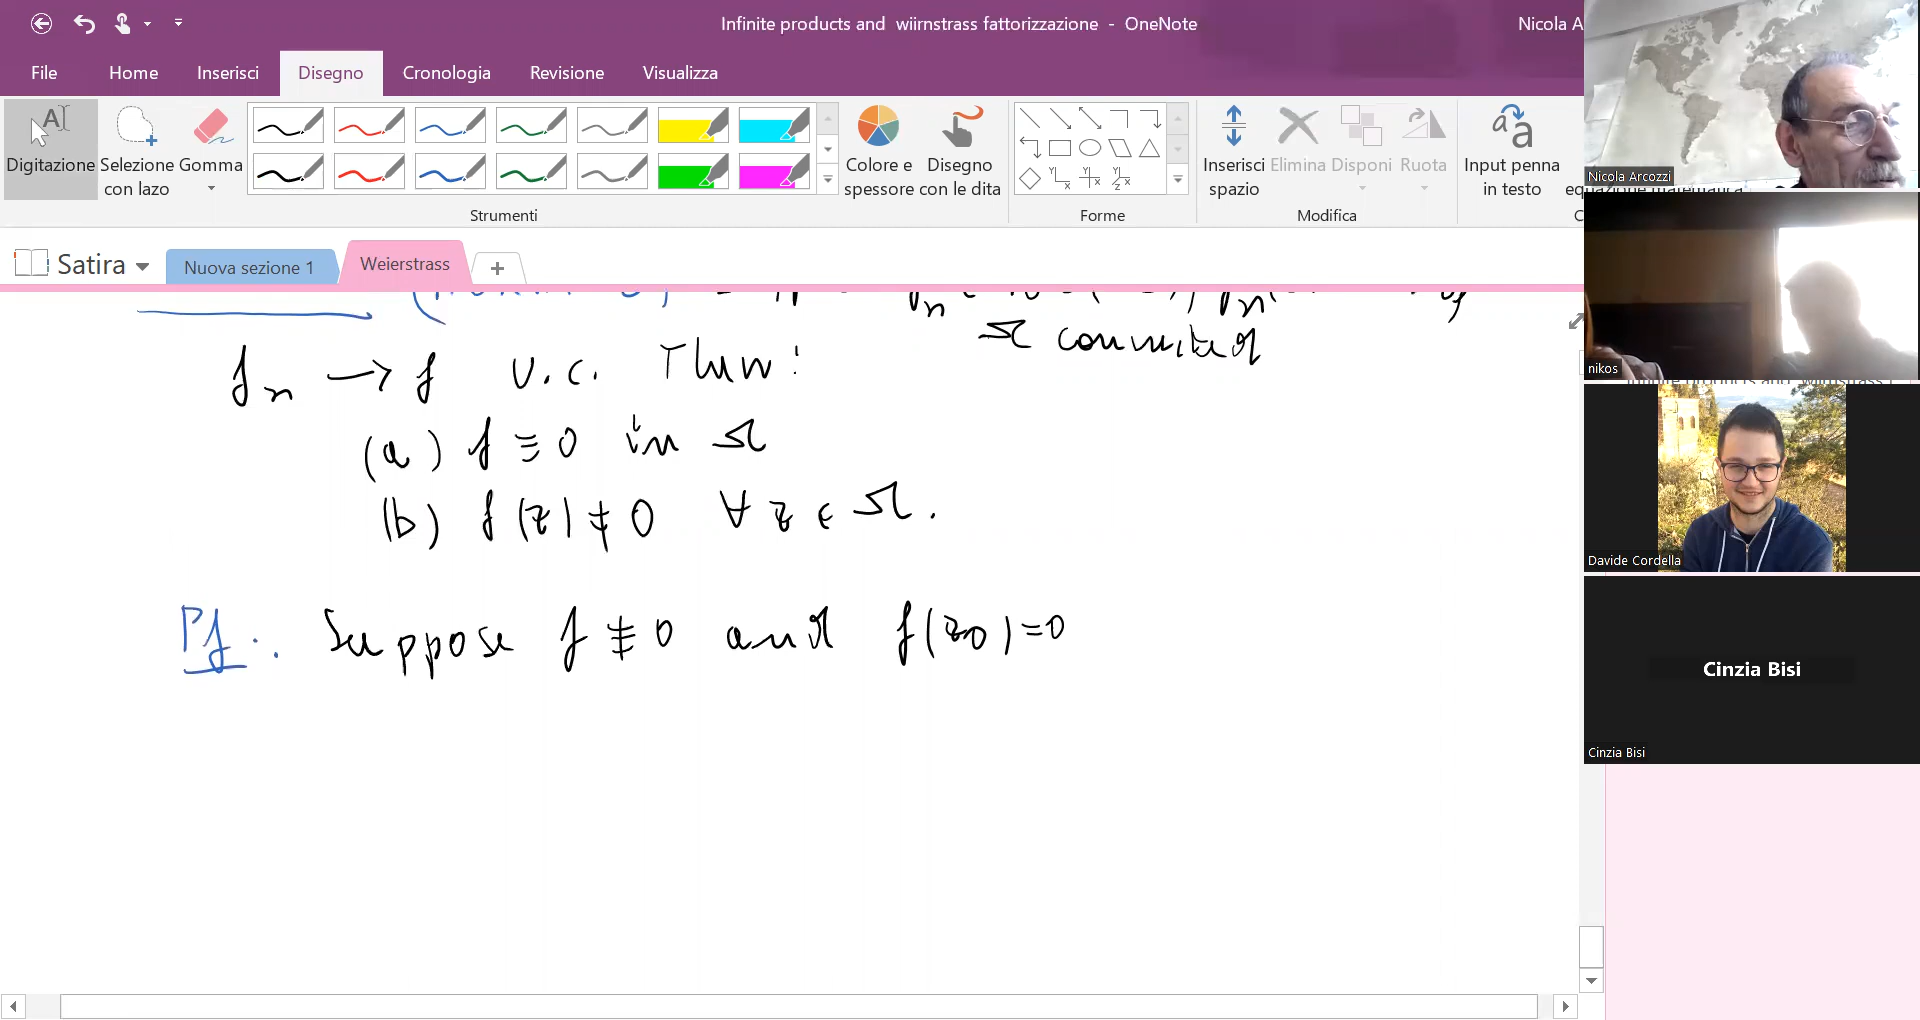 Infinite products and wiirnstrass fattorizzazione - OneNote
Nicola A
File Home Inserisci Disegno Cronologia Revisione Visualizza
Digitazione
Selezione con lazo
Gomma
Strumenti
Colore e spessore
Disegno con le dita
Forme
Inserisci spazio
Elimina
Disponi
Ruota
Modifica
Input penna in testo
Satira
Nuova sezione 1
Weierstrass
Ω connected
fn → f u.c. Then:
(a) f ≡ 0 in Ω
(b) f(z) ≠ 0 ∀ z ∈ Ω.
Pf. Suppose f ≢ 0 and f(z0) = 0
Nicola Arcozzi
nikos
Davide Cordella
Cinzia Bisi
Cinzia Bisi